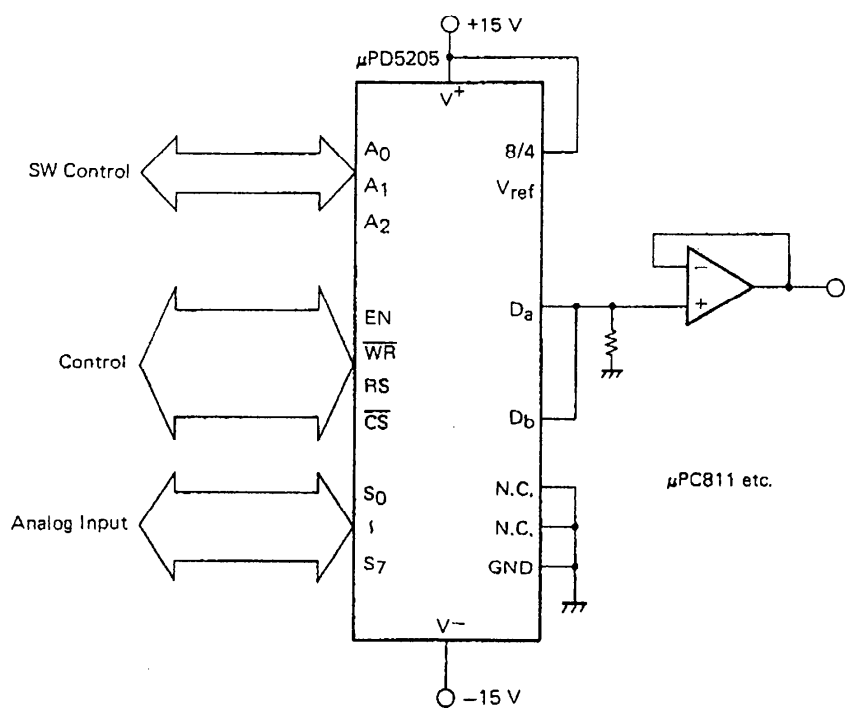 +15 V
μPD5205
V+
SW Control
A0
A1
A2
8/4
Vref
Control
EN
WR
RS
CS
Da
Db
− +
Analog Input
S0
≀
S7
N.C.
N.C.
GND
μPC811 etc.
V−
−15 V